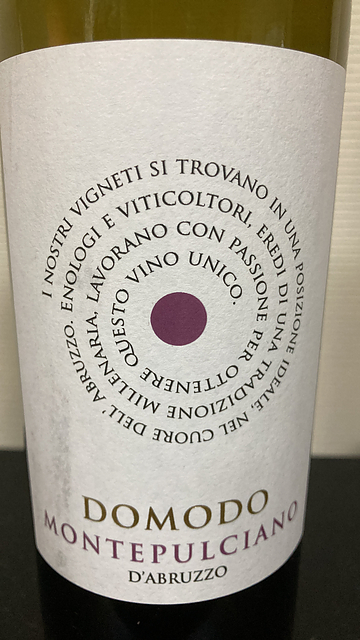 I NOSTRI VIGNETI SI TROVANO IN UNA POSIZIONE IDEALE, NEL CUORE DELL'ABRUZZO. ENOLOGI E VITICOLTORI, EREDI DI UNA TRADIZIONE MILLENARIA, LAVORANO CON PASSIONE PER OTTENERE QUESTO VINO UNICO.
DOMODO
MONTEPULCIANO
D'ABRUZZO